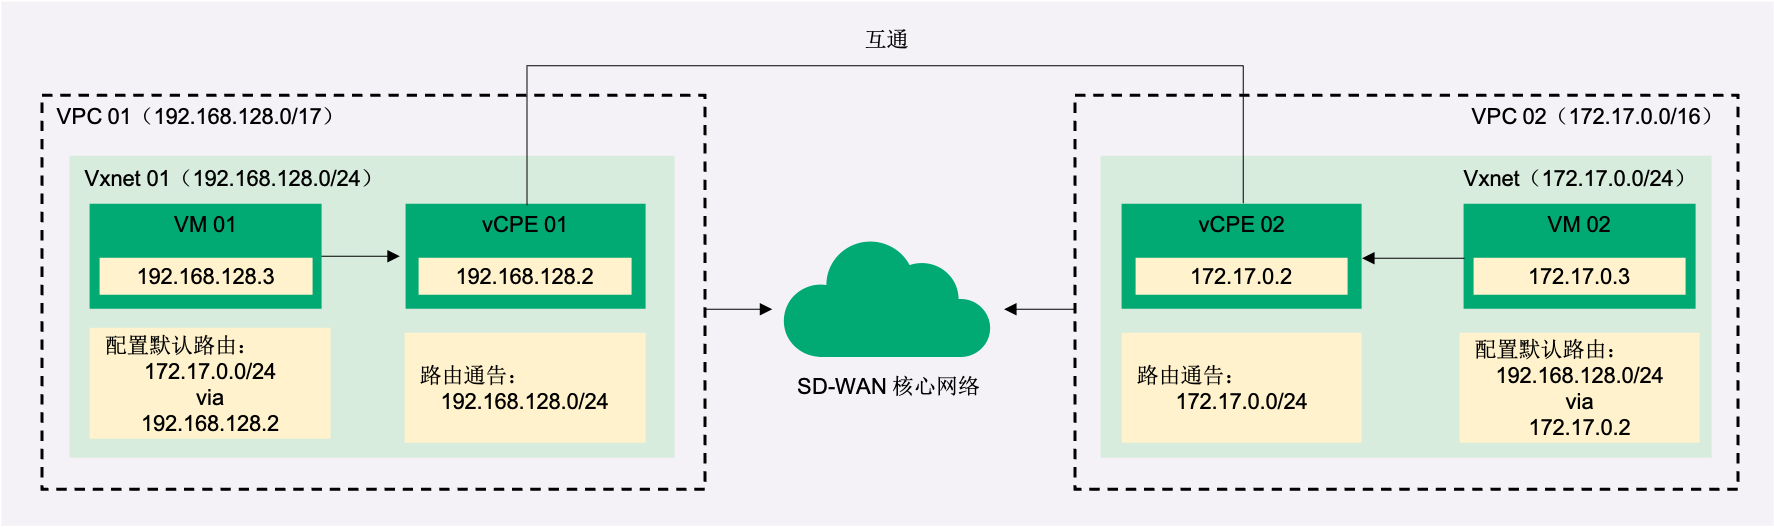 互通
VPC 01（192.168.128.0/17）
Vxnet 01（192.168.128.0/24）
VM 01
192.168.128.3
vCPE 01
192.168.128.2
配置默认路由：
172.17.0.0/24
via
192.168.128.2
路由通告：
192.168.128.0/24
SD-WAN 核心网络
VPC 02（172.17.0.0/16）
Vxnet（172.17.0.0/24）
vCPE 02
172.17.0.2
VM 02
172.17.0.3
路由通告：
172.17.0.0/24
配置默认路由：
192.168.128.0/24
via
172.17.0.2